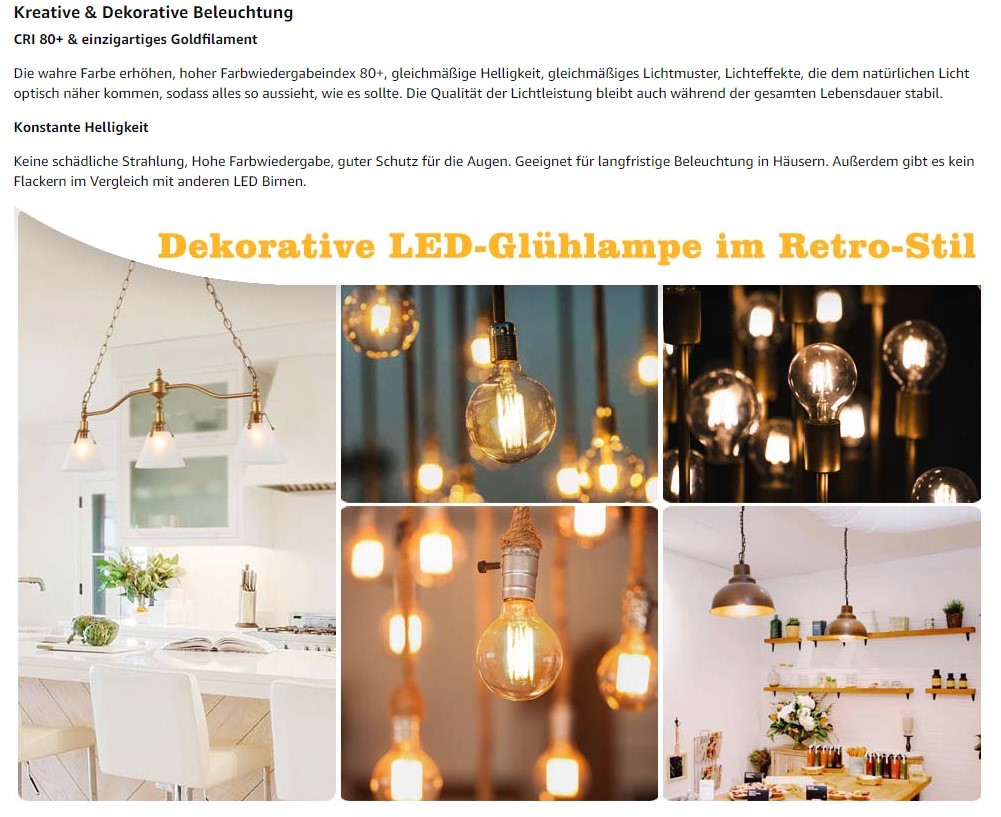 Kreative & Dekorative Beleuchtung
CRI 80+ & einzigartiges Goldfilament
Die wahre Farbe erhöhen, hoher Farbwiedergabeindex 80+, gleichmäßige Helligkeit, gleichmäßiges Lichtmuster, Lichteffekte, die dem natürlichen Licht
optisch näher kommen, sodass alles so aussieht, wie es sollte. Die Qualität der Lichtleistung bleibt auch während der gesamten Lebensdauer stabil.
Konstante Helligkeit
Keine schädliche Strahlung, Hohe Farbwiedergabe, guter Schutz für die Augen. Geeignet für langfristige Beleuchtung in Häusern. Außerdem gibt es kein
Flackern im Vergleich mit anderen LED Birnen.
Dekorative LED-Glühlampe im Retro-Stil